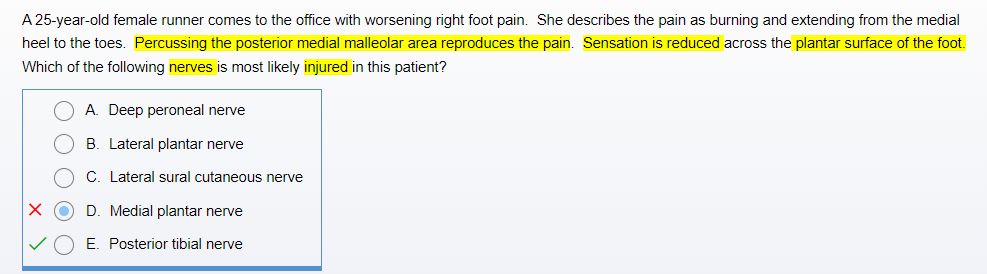 A 25-year-old female runner comes to the office with worsening right foot pain.  She describes the pain as burning and extending from the medial
heel to the toes.  Percussing the posterior medial malleolar area reproduces the pain.  Sensation is reduced across the plantar surface of the foot.
Which of the following nerves is most likely injured in this patient?
A. Deep peroneal nerve
B. Lateral plantar nerve
C. Lateral sural cutaneous nerve
D. Medial plantar nerve
E. Posterior tibial nerve